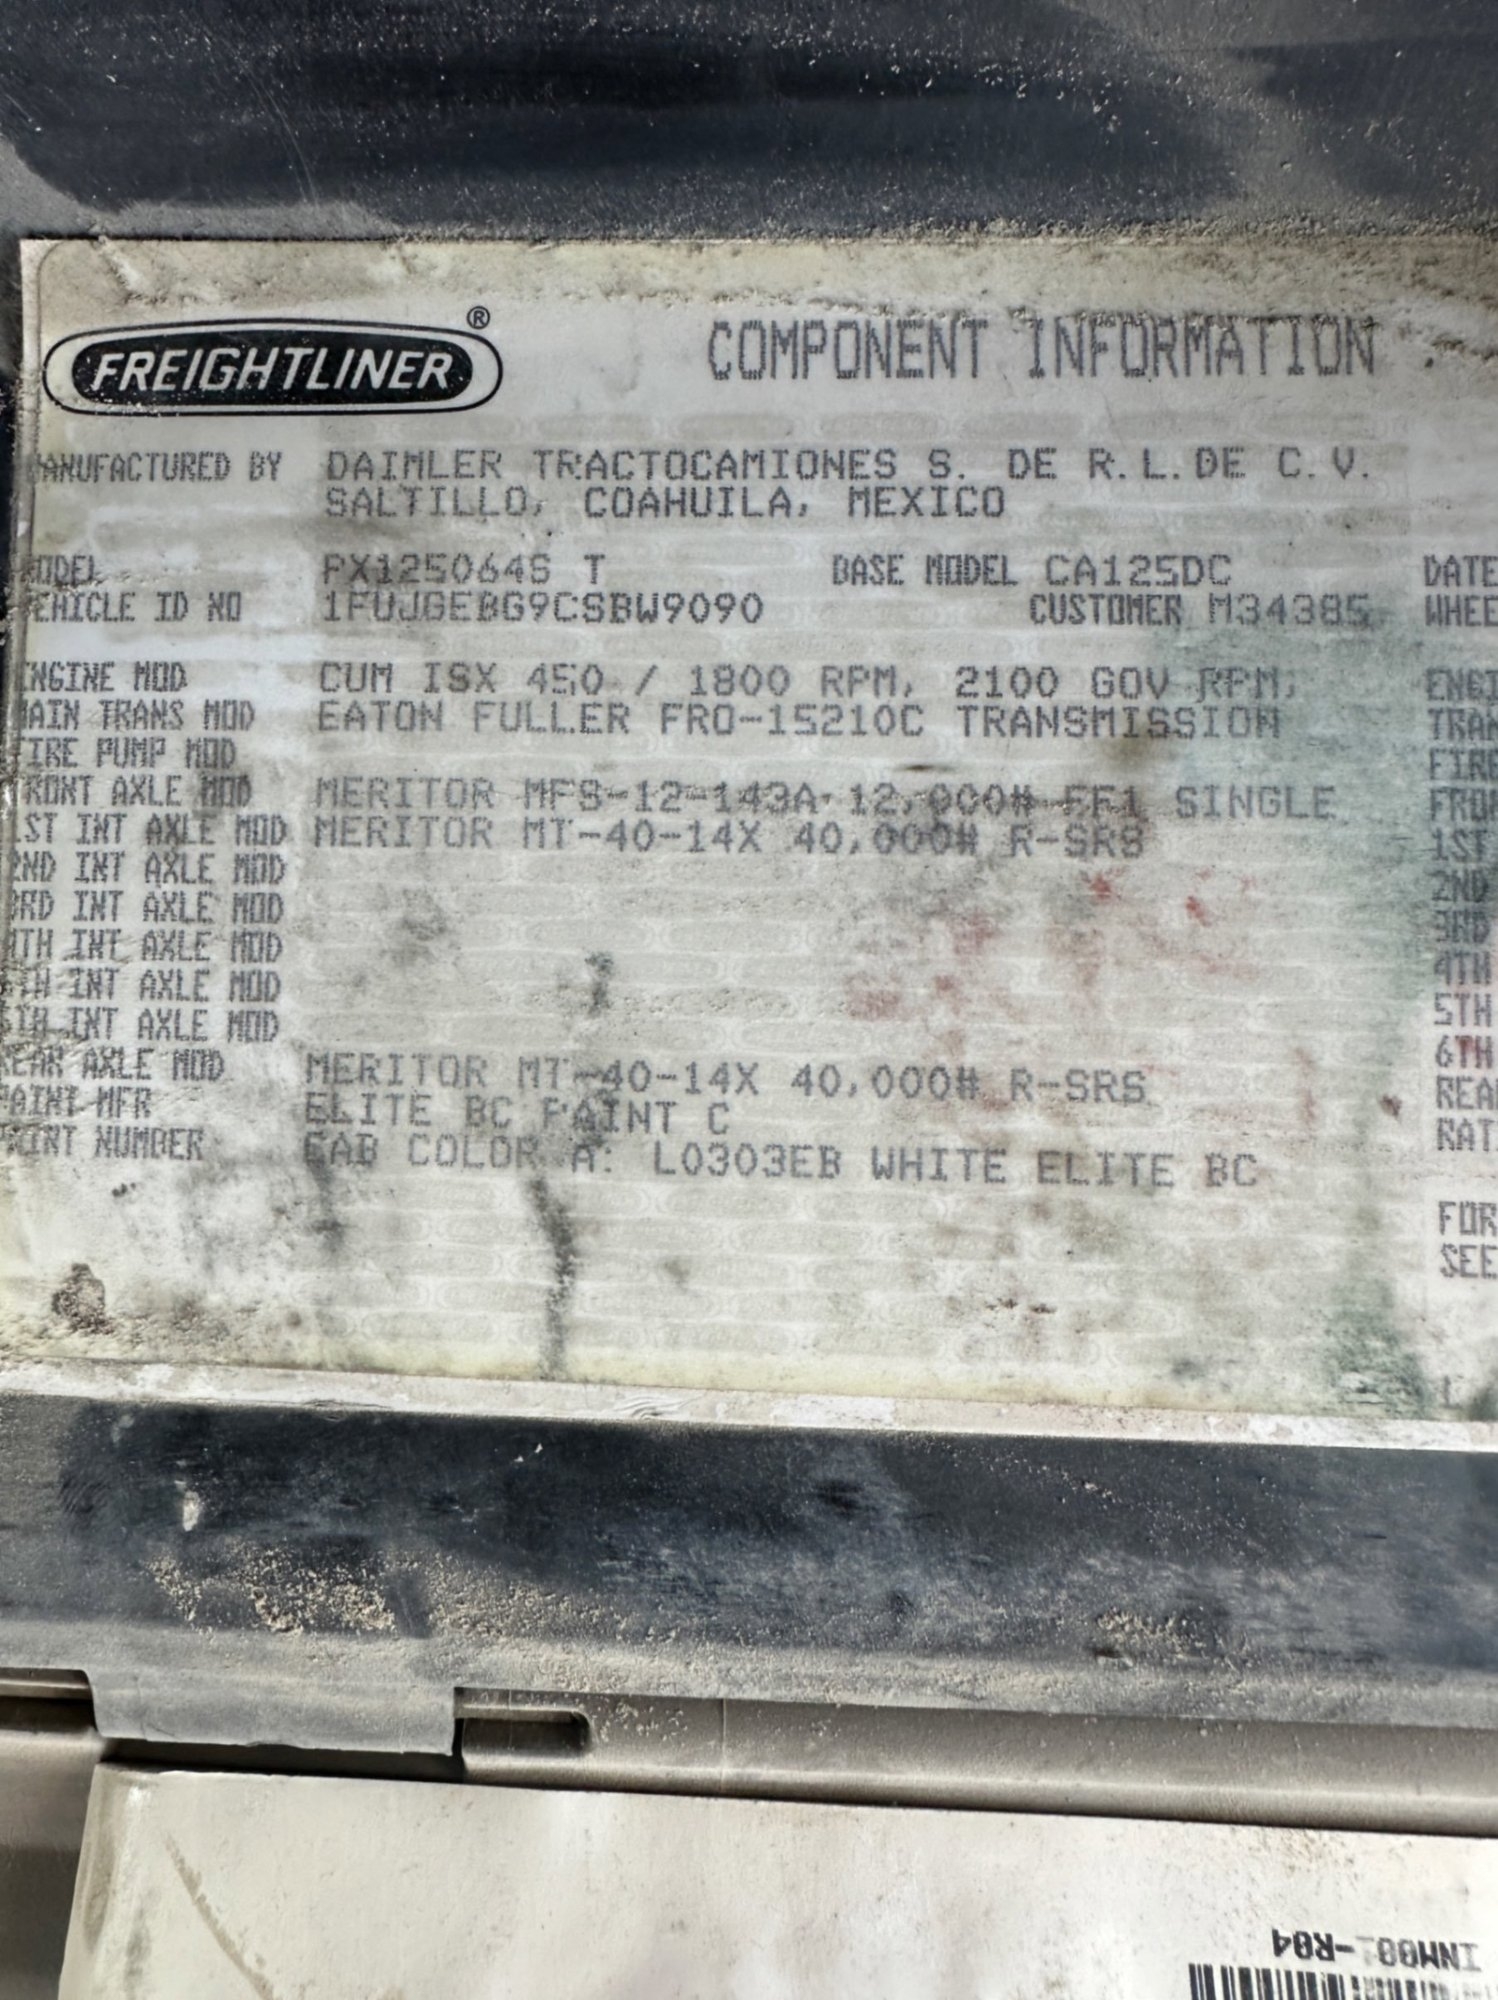 FREIGHTLINER®
COMPONENT INFORMATION
MANUFACTURED BY DAIMLER TRACTOCAMIONES S. DE R.L.DE C.V.
SALTILLO, COAHUILA, MEXICO
MODEL PX125064S T BASE MODEL CA125DC DATE
VEHICLE ID NO 1FUJGEBG9CSBW9090 CUSTOMER M34385 WHEE
ENGINE MOD CUM ISX 450 / 1800 RPM, 2100 GOV RPM, ENGI
MAIN TRANS MOD EATON FULLER FRO-15210C TRANSMISSION TRAN
FIRE PUMP MOD FIRE
FRONT AXLE MOD MERITOR MFS-12-143A 12,000# FF1 SINGLE FRON
1ST INT AXLE MOD MERITOR MT-40-14X 40,000# R-SRS 1ST
2ND INT AXLE MOD 2ND
3RD INT AXLE MOD 3RD
4TH INT AXLE MOD 4TH
5TH INT AXLE MOD 5TH
6TH INT AXLE MOD 6TH
REAR AXLE MOD MERITOR MT-40-14X 40,000# R-SRS REA
PAINT MFR ELITE BC PAINT C RAT
PAINT NUMBER CAB COLOR A: L0303EB WHITE ELITE BC
FOR
SEE